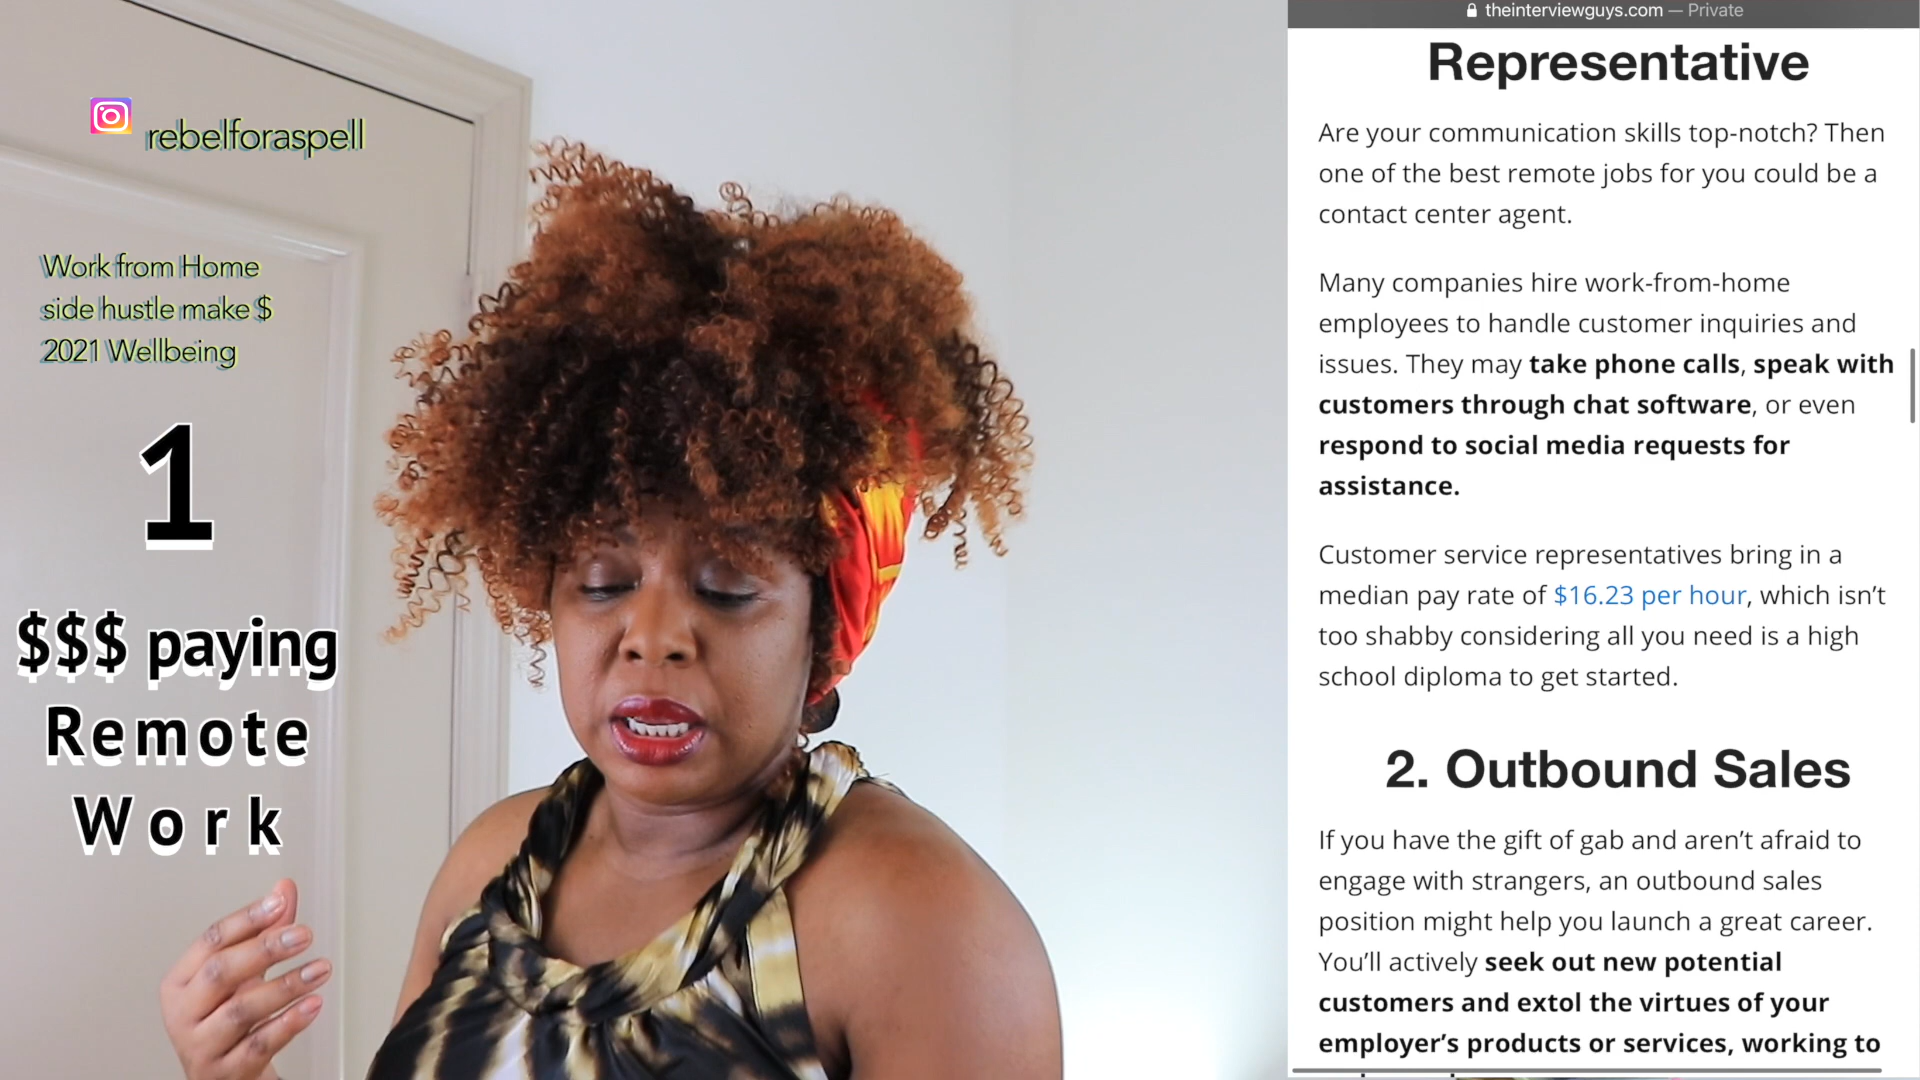 rebelforaspell
Work from Home
side hustle make $
2021 Wellbeing
1
$$$ paying
Remote
Work
theinterviewguys.com — Private
Representative
Are your communication skills top-notch? Then
one of the best remote jobs for you could be a
contact center agent.
Many companies hire work-from-home
employees to handle customer inquiries and
issues. They may take phone calls, speak with
customers through chat software, or even
respond to social media requests for
assistance.
Customer service representatives bring in a
median pay rate of $16.23 per hour, which isn’t
too shabby considering all you need is a high
school diploma to get started.
2. Outbound Sales
If you have the gift of gab and aren’t afraid to
engage with strangers, an outbound sales
position might help you launch a great career.
You’ll actively seek out new potential
customers and extol the virtues of your
employer’s products or services, working to